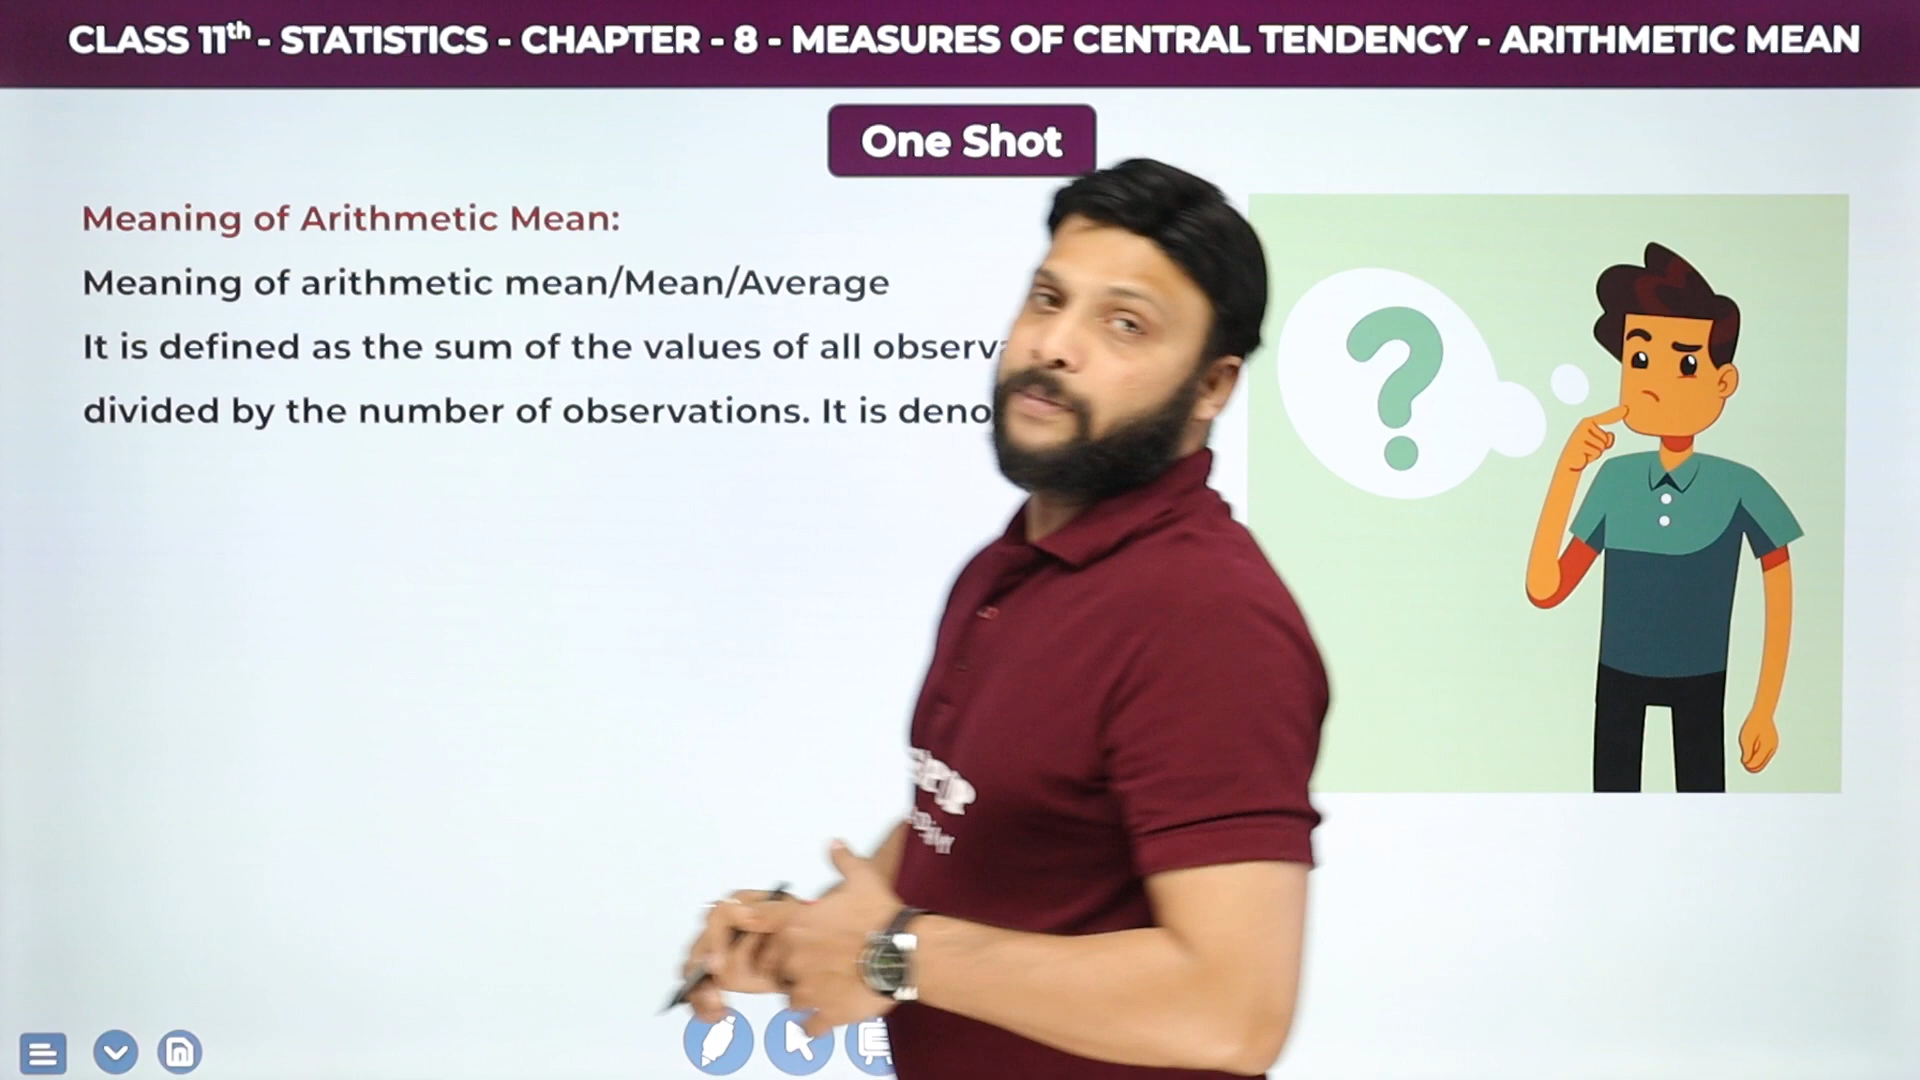 CLASS 11th - STATISTICS - CHAPTER - 8 - MEASURES OF CENTRAL TENDENCY - ARITHMETIC MEAN
One Shot
Meaning of Arithmetic Mean:
Meaning of arithmetic mean/Mean/Average
It is defined as the sum of the values of all observ
divided by the number of observations. It is deno